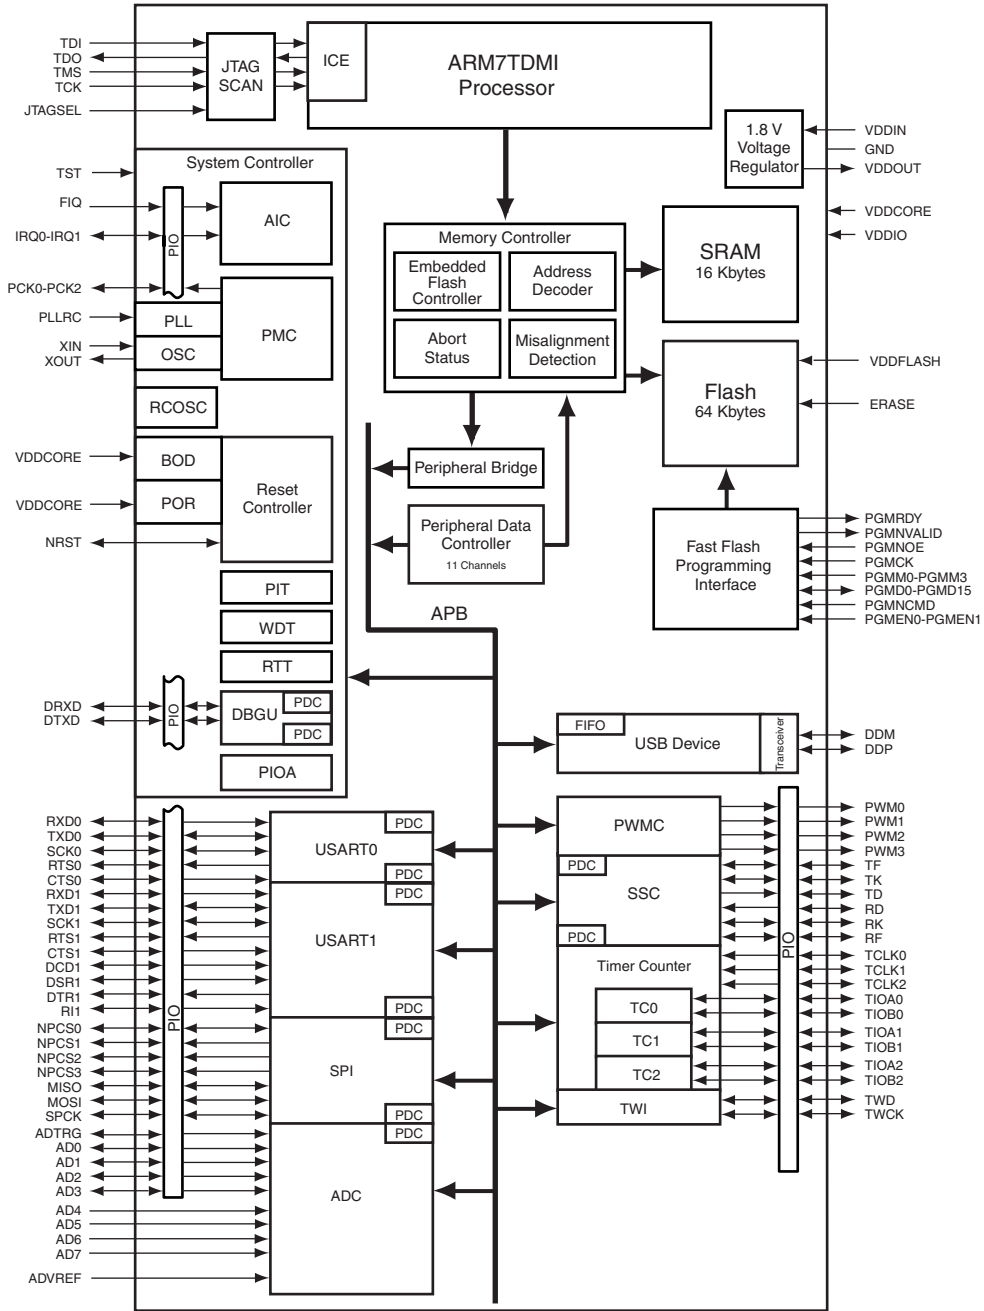 TDI
TDO
TMS
TCK
JTAGSEL
JTAG
SCAN
ICE
ARM7TDMI
Processor
1.8 V
Voltage
Regulator
VDDIN
GND
VDDOUT
VDDCORE
VDDIO
System Controller
TST
FIQ
IRQ0-IRQ1
PIO
AIC
PCK0-PCK2
PLLRC
PLL
PMC
XIN
XOUT
OSC
RCOSC
VDDCORE
BOD
VDDCORE
POR
Reset
Controller
NRST
PIT
WDT
RTT
DRXD
DTXD
PIO
DBGU
PDC
PDC
PIOA
Memory Controller
Embedded
Flash
Controller
Address
Decoder
Abort
Status
Misalignment
Detection
SRAM
16 Kbytes
Flash
64 Kbytes
VDDFLASH
ERASE
Peripheral Bridge
Peripheral Data
Controller
11 Channels
APB
Fast Flash
Programming
Interface
PGMRDY
PGMNVALID
PGMNOE
PGMCK
PGMM0-PGMM3
PGMD0-PGMD15
PGMNCMD
PGMEN0-PGMEN1
FIFO
USB Device
Transceiver
DDM
DDP
RXD0
TXD0
SCK0
RTS0
CTS0
RXD1
TXD1
SCK1
RTS1
CTS1
DCD1
DSR1
DTR1
RI1
NPCS0
NPCS1
NPCS2
NPCS3
MISO
MOSI
SPCK
ADTRG
AD0
AD1
AD2
AD3
AD4
AD5
AD6
AD7
ADVREF
PIO
PDC
USART0
PDC
PDC
USART1
PDC
PDC
SPI
PDC
PDC
ADC
PWMC
PDC
SSC
PDC
Timer Counter
TC0
TC1
TC2
TWI
PIO
PWM0
PWM1
PWM2
PWM3
TF
TK
TD
RD
RK
RF
TCLK0
TCLK1
TCLK2
TIOA0
TIOB0
TIOA1
TIOB1
TIOA2
TIOB2
TWD
TWCK